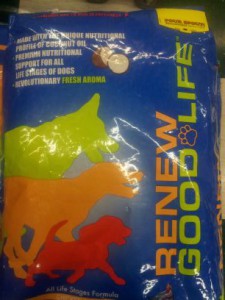 MADE WITH THE UNIQUE NUTRITIONAL
PROFILE OF COCONUT OIL
PREMIUM NUTRITIONAL
SUPPORT FOR ALL
LIFE STAGES OF DOGS
REVOLUTIONARY FRESH AROMA
RENEW
GOOD LIFE
All Life Stages Formula